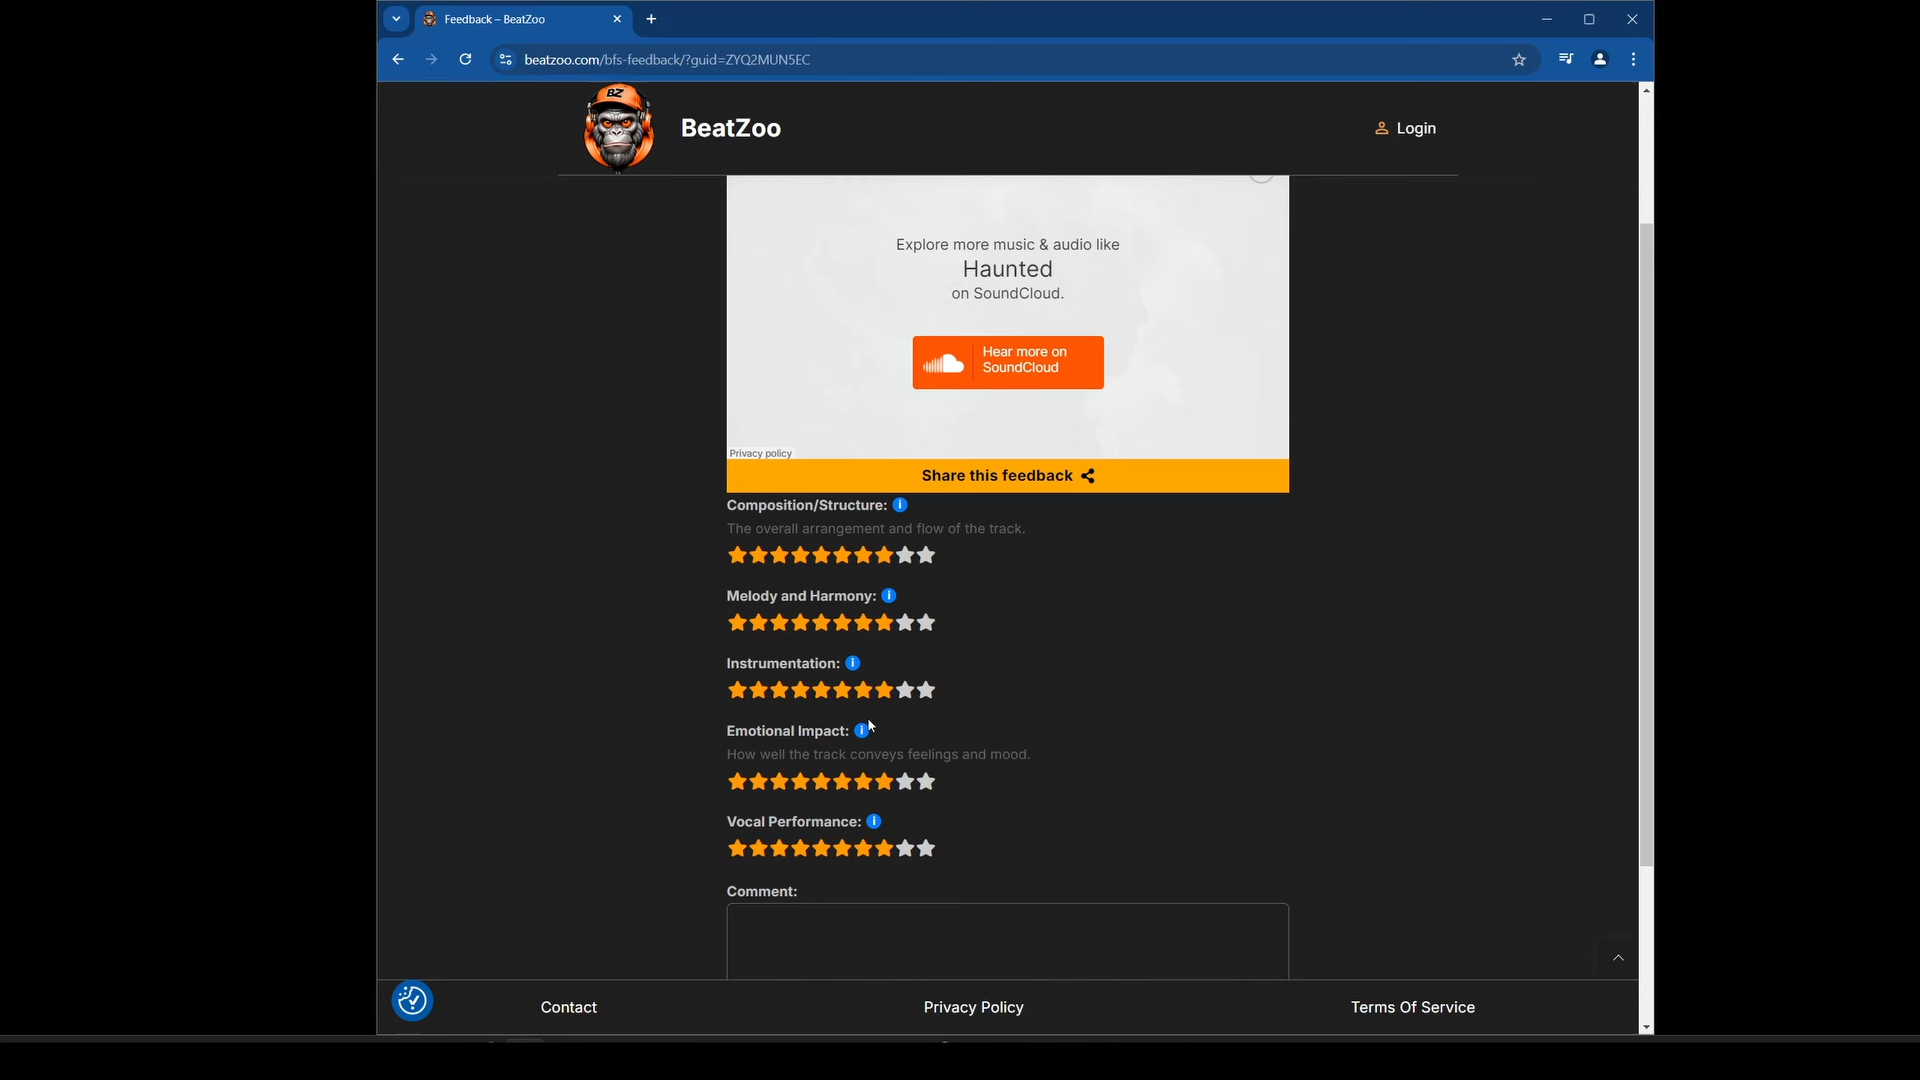 Feedback – BeatZoo
beatzoo.com/bfs-feedback/?guid=ZYQ2MUN5EC
BZ
BeatZoo
Login
Explore more music & audio like
Haunted
on SoundCloud.
Hear more on
SoundCloud
Privacy policy
Share this feedback
Composition/Structure: i
The overall arrangement and flow of the track.
Melody and Harmony: i
Instrumentation: i
Emotional Impact: i
How well the track conveys feelings and mood.
Vocal Performance: i
Comment:
Contact
Privacy Policy
Terms Of Service